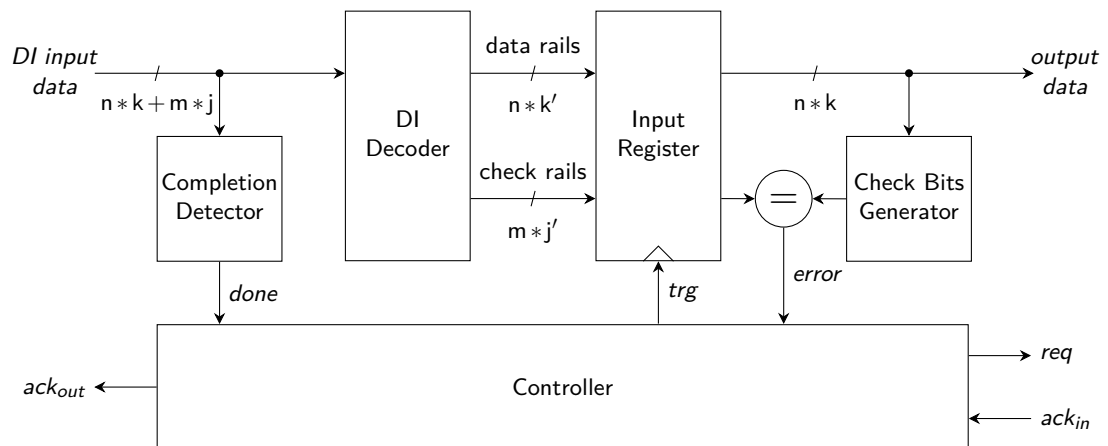 DI input
data
n∗k+m∗j
Completion
Detector
done
DI
Decoder
data rails
n∗k′
check rails
m∗j′
Input
Register
trg
n∗k
output
data
=
Check Bits
Generator
error
Controller
ack_out
req
ack_in